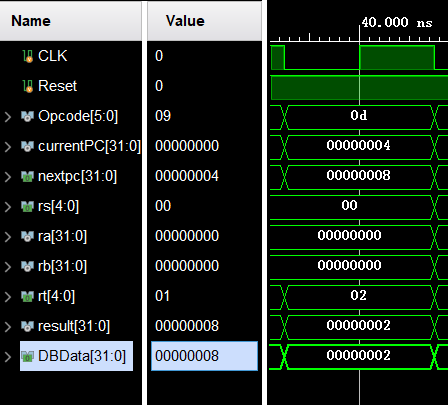 Name Value 40.000 ns
CLK 0
Reset 0
Opcode[5:0] 09 0d
currentPC[31:0] 00000000 00000004
nextpc[31:0] 00000004 00000008
rs[4:0] 00 00
ra[31:0] 00000000 00000000
rb[31:0] 00000000 00000000
rt[4:0] 01 02
result[31:0] 00000008 00000002
DBData[31:0] 00000008 00000002